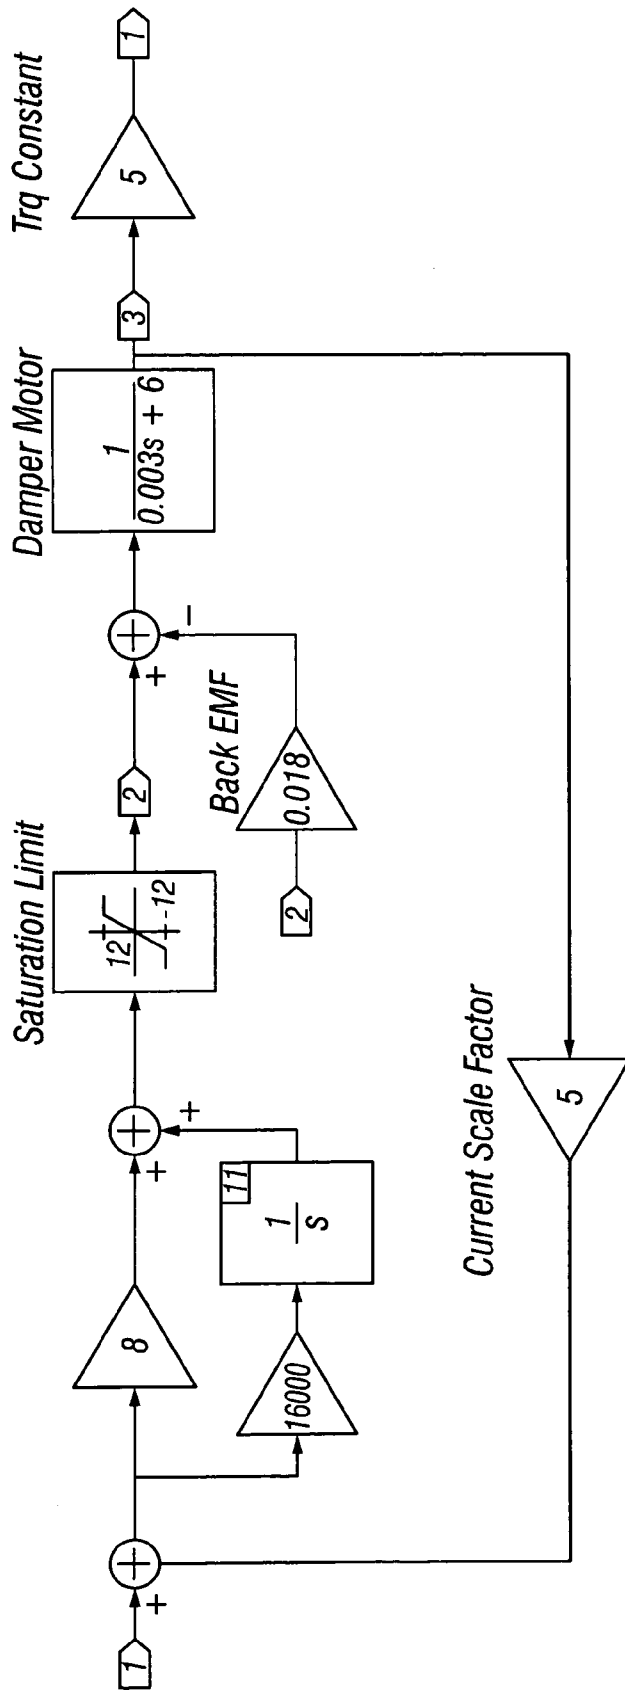 1
+
8
16000
1
s
11
+
+
Saturation Limit
12
-12
2
+
-
2
0.018
Back EMF
Damper Motor
1
0.003s + 6
3
Trq Constant
5
1
Current Scale Factor
5